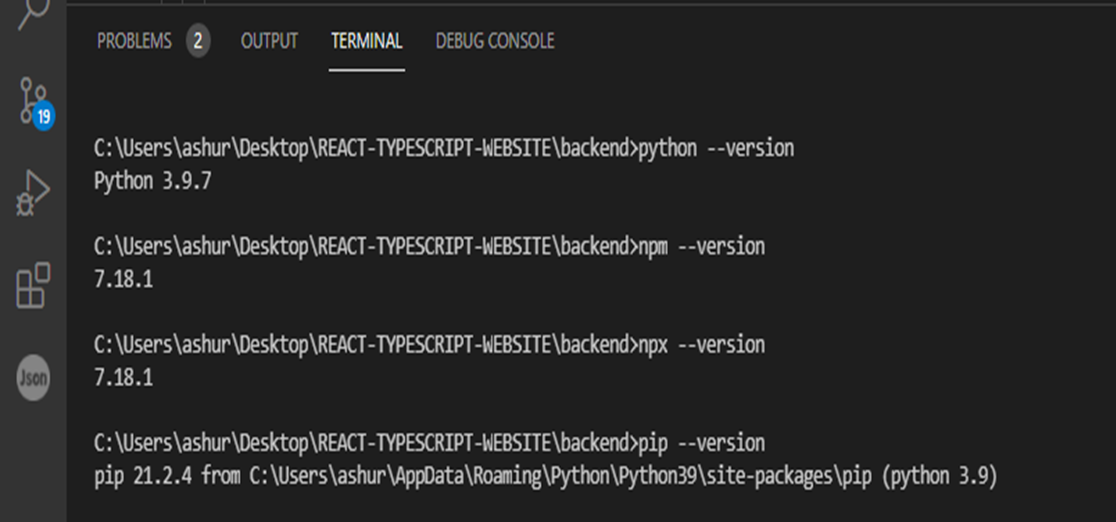 PROBLEMS 2 OUTPUT TERMINAL DEBUG CONSOLE
19
C:\Users\ashur\Desktop\REACT-TYPESCRIPT-WEBSITE\backend>python --version
Python 3.9.7
C:\Users\ashur\Desktop\REACT-TYPESCRIPT-WEBSITE\backend>npm --version
7.18.1
C:\Users\ashur\Desktop\REACT-TYPESCRIPT-WEBSITE\backend>npx --version
7.18.1
Json
C:\Users\ashur\Desktop\REACT-TYPESCRIPT-WEBSITE\backend>pip --version
pip 21.2.4 from C:\Users\ashur\AppData\Roaming\Python\Python39\site-packages\pip (python 3.9)